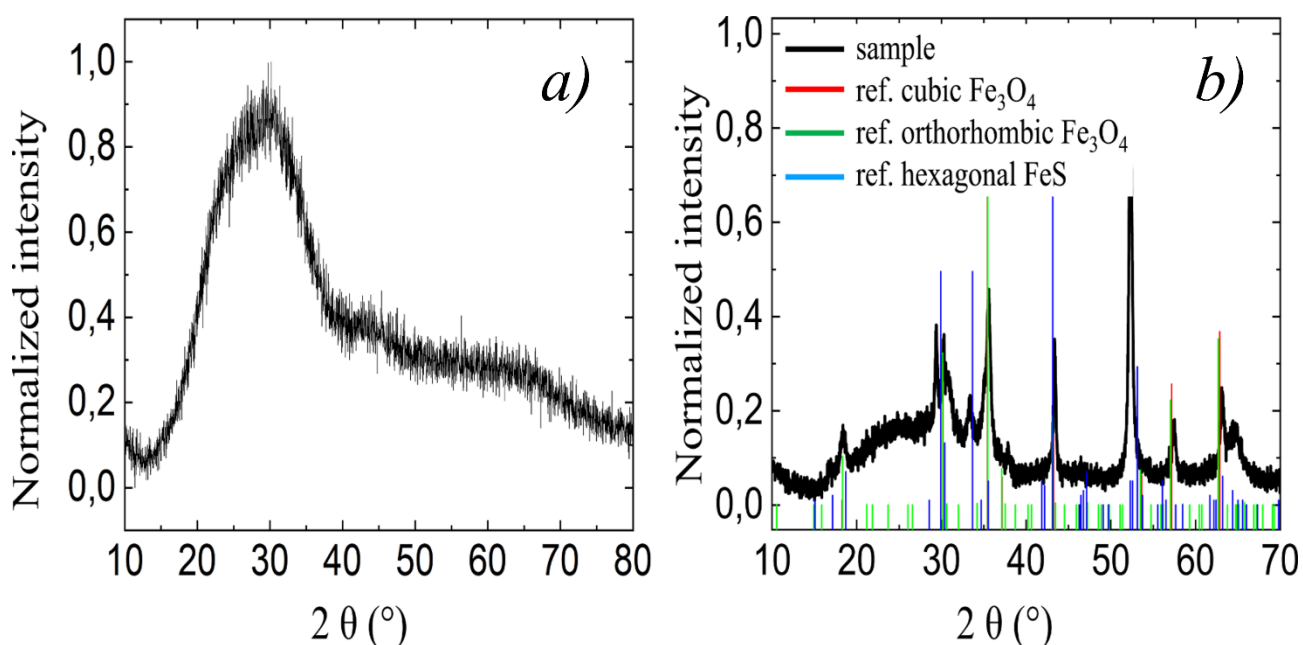 a)
Normalized intensity
1,0
0,8
0,6
0,4
0,2
0,0
10 20 30 40 50 60 70 80
2 θ (°)
b)
Normalized intensity
1,0
0,8
0,6
0,4
0,2
0,0
sample
ref. cubic Fe₃O₄
ref. orthorhombic Fe₃O₄
ref. hexagonal FeS
10 20 30 40 50 60 70
2 θ (°)